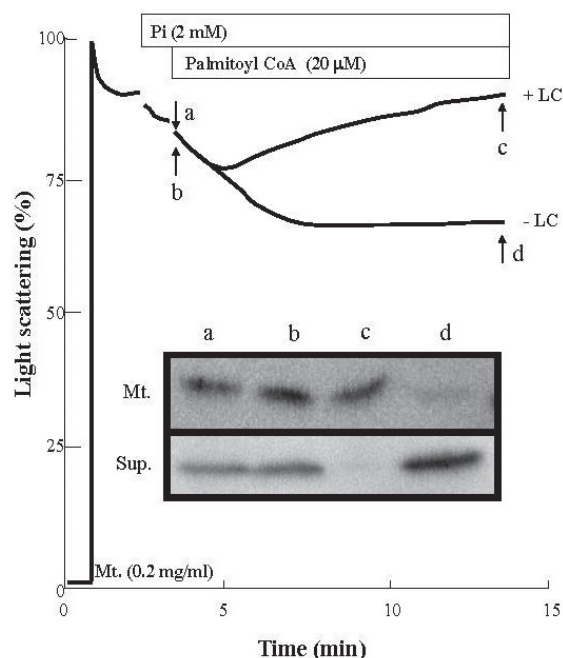 100
Pi (2 mM)
Palmitoyl CoA (20 μM)
a
+ LC
b
c
75
- LC
d
Light scattering (%)
50
a b c d
Mt.
25
Sup.
Mt. (0.2 mg/ml)
0
0 5 10 15
Time (min)